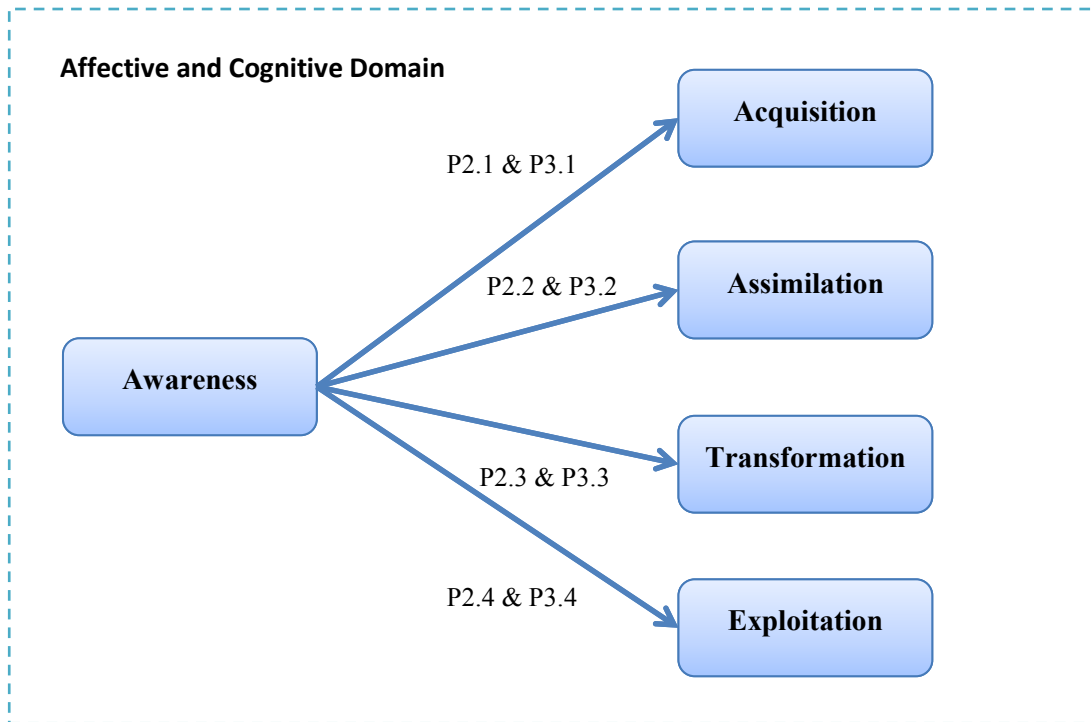 Affective and Cognitive Domain
Acquisition
P2.1 & P3.1
Assimilation
P2.2 & P3.2
Awareness
Transformation
P2.3 & P3.3
P2.4 & P3.4
Exploitation